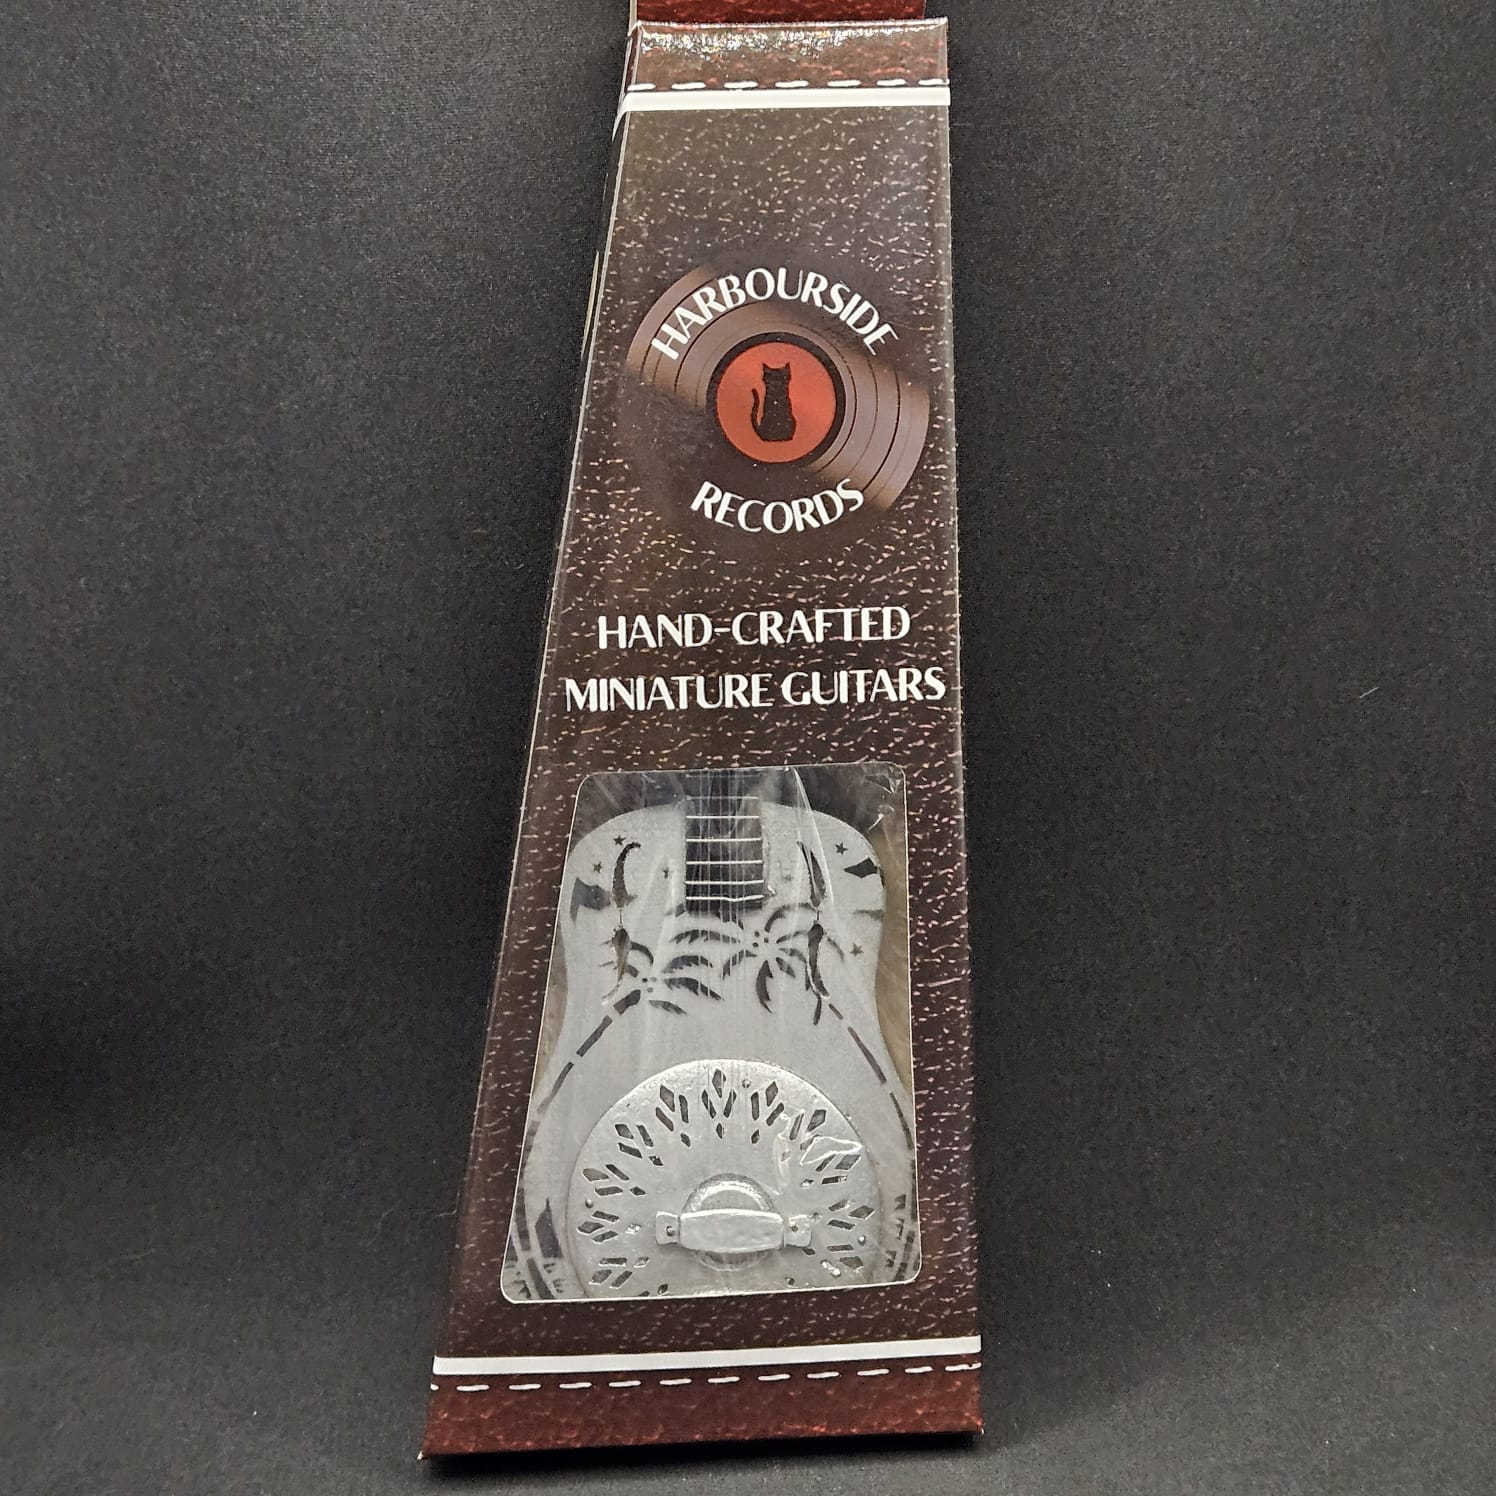 HARBOURSIDE
RECORDS
HAND-CRAFTED
MINIATURE GUITARS